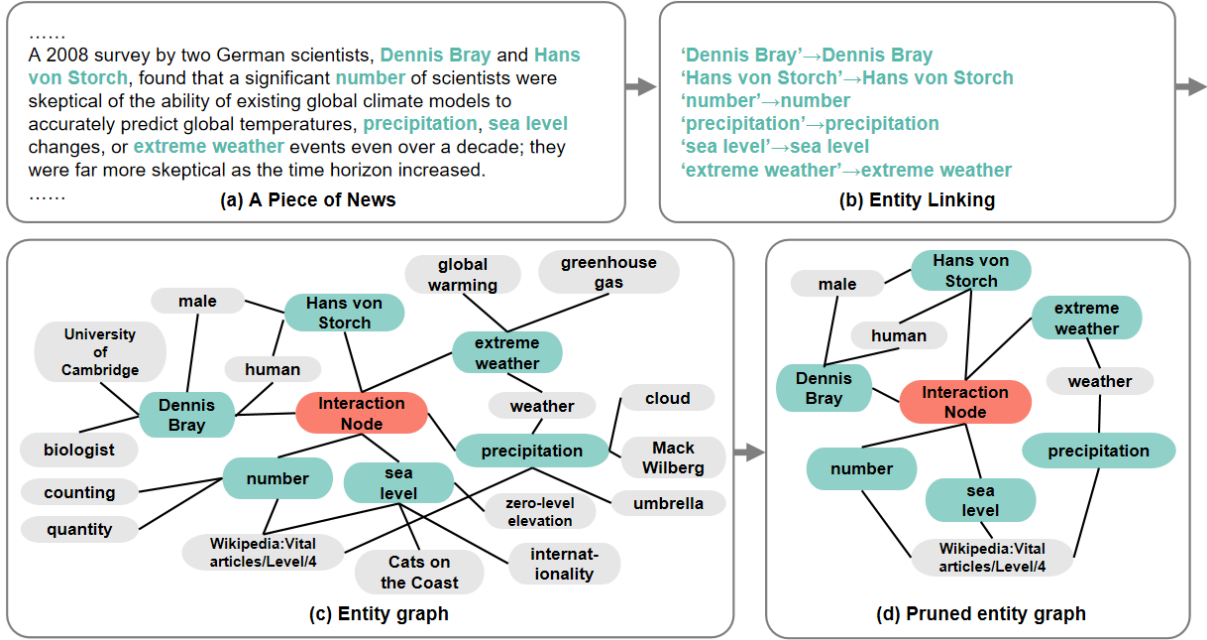 ……
A 2008 survey by two German scientists, Dennis Bray and Hans
von Storch, found that a significant number of scientists were
skeptical of the ability of existing global climate models to
accurately predict global temperatures, precipitation, sea level
changes, or extreme weather events even over a decade; they
were far more skeptical as the time horizon increased.
……
(a) A Piece of News
‘Dennis Bray’→Dennis Bray
‘Hans von Storch’→Hans von Storch
‘number’→number
‘precipitation’→precipitation
‘sea level’→sea level
‘extreme weather’→extreme weather
(b) Entity Linking
global
warming
greenhouse
gas
male
Hans von
Storch
University
of
Cambridge
human
extreme
weather
Dennis
Bray
Interaction
Node
weather
cloud
biologist
precipitation
Mack
Wilberg
number
sea
level
counting
quantity
zero-level
elevation
umbrella
Wikipedia:Vital
articles/Level/4
Cats on
the Coast
internat-
ionality
(c) Entity graph
Hans von
Storch
male
extreme
weather
human
Dennis
Bray
Interaction
Node
weather
number
precipitation
sea
level
Wikipedia:Vital
articles/Level/4
(d) Pruned entity graph